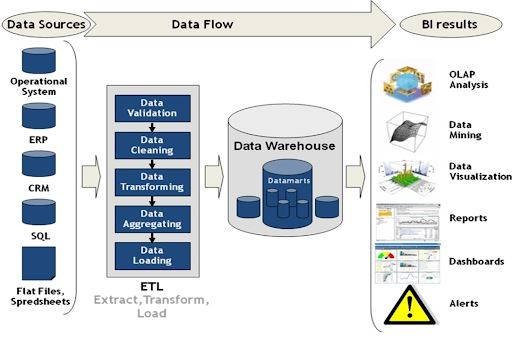 Data Sources
Data Flow
BI results
Operational
System
ERP
CRM
SQL
Flat Files,
Spredsheets
Data
Validation
Data
Cleaning
Data
Transforming
Data
Aggregating
Data
Loading
ETL
Extract,Transform,
Load
Data Warehouse
Datamarts
OLAP
Analysis
Data
Mining
Data
Visualization
Reports
Dashboards
Alerts